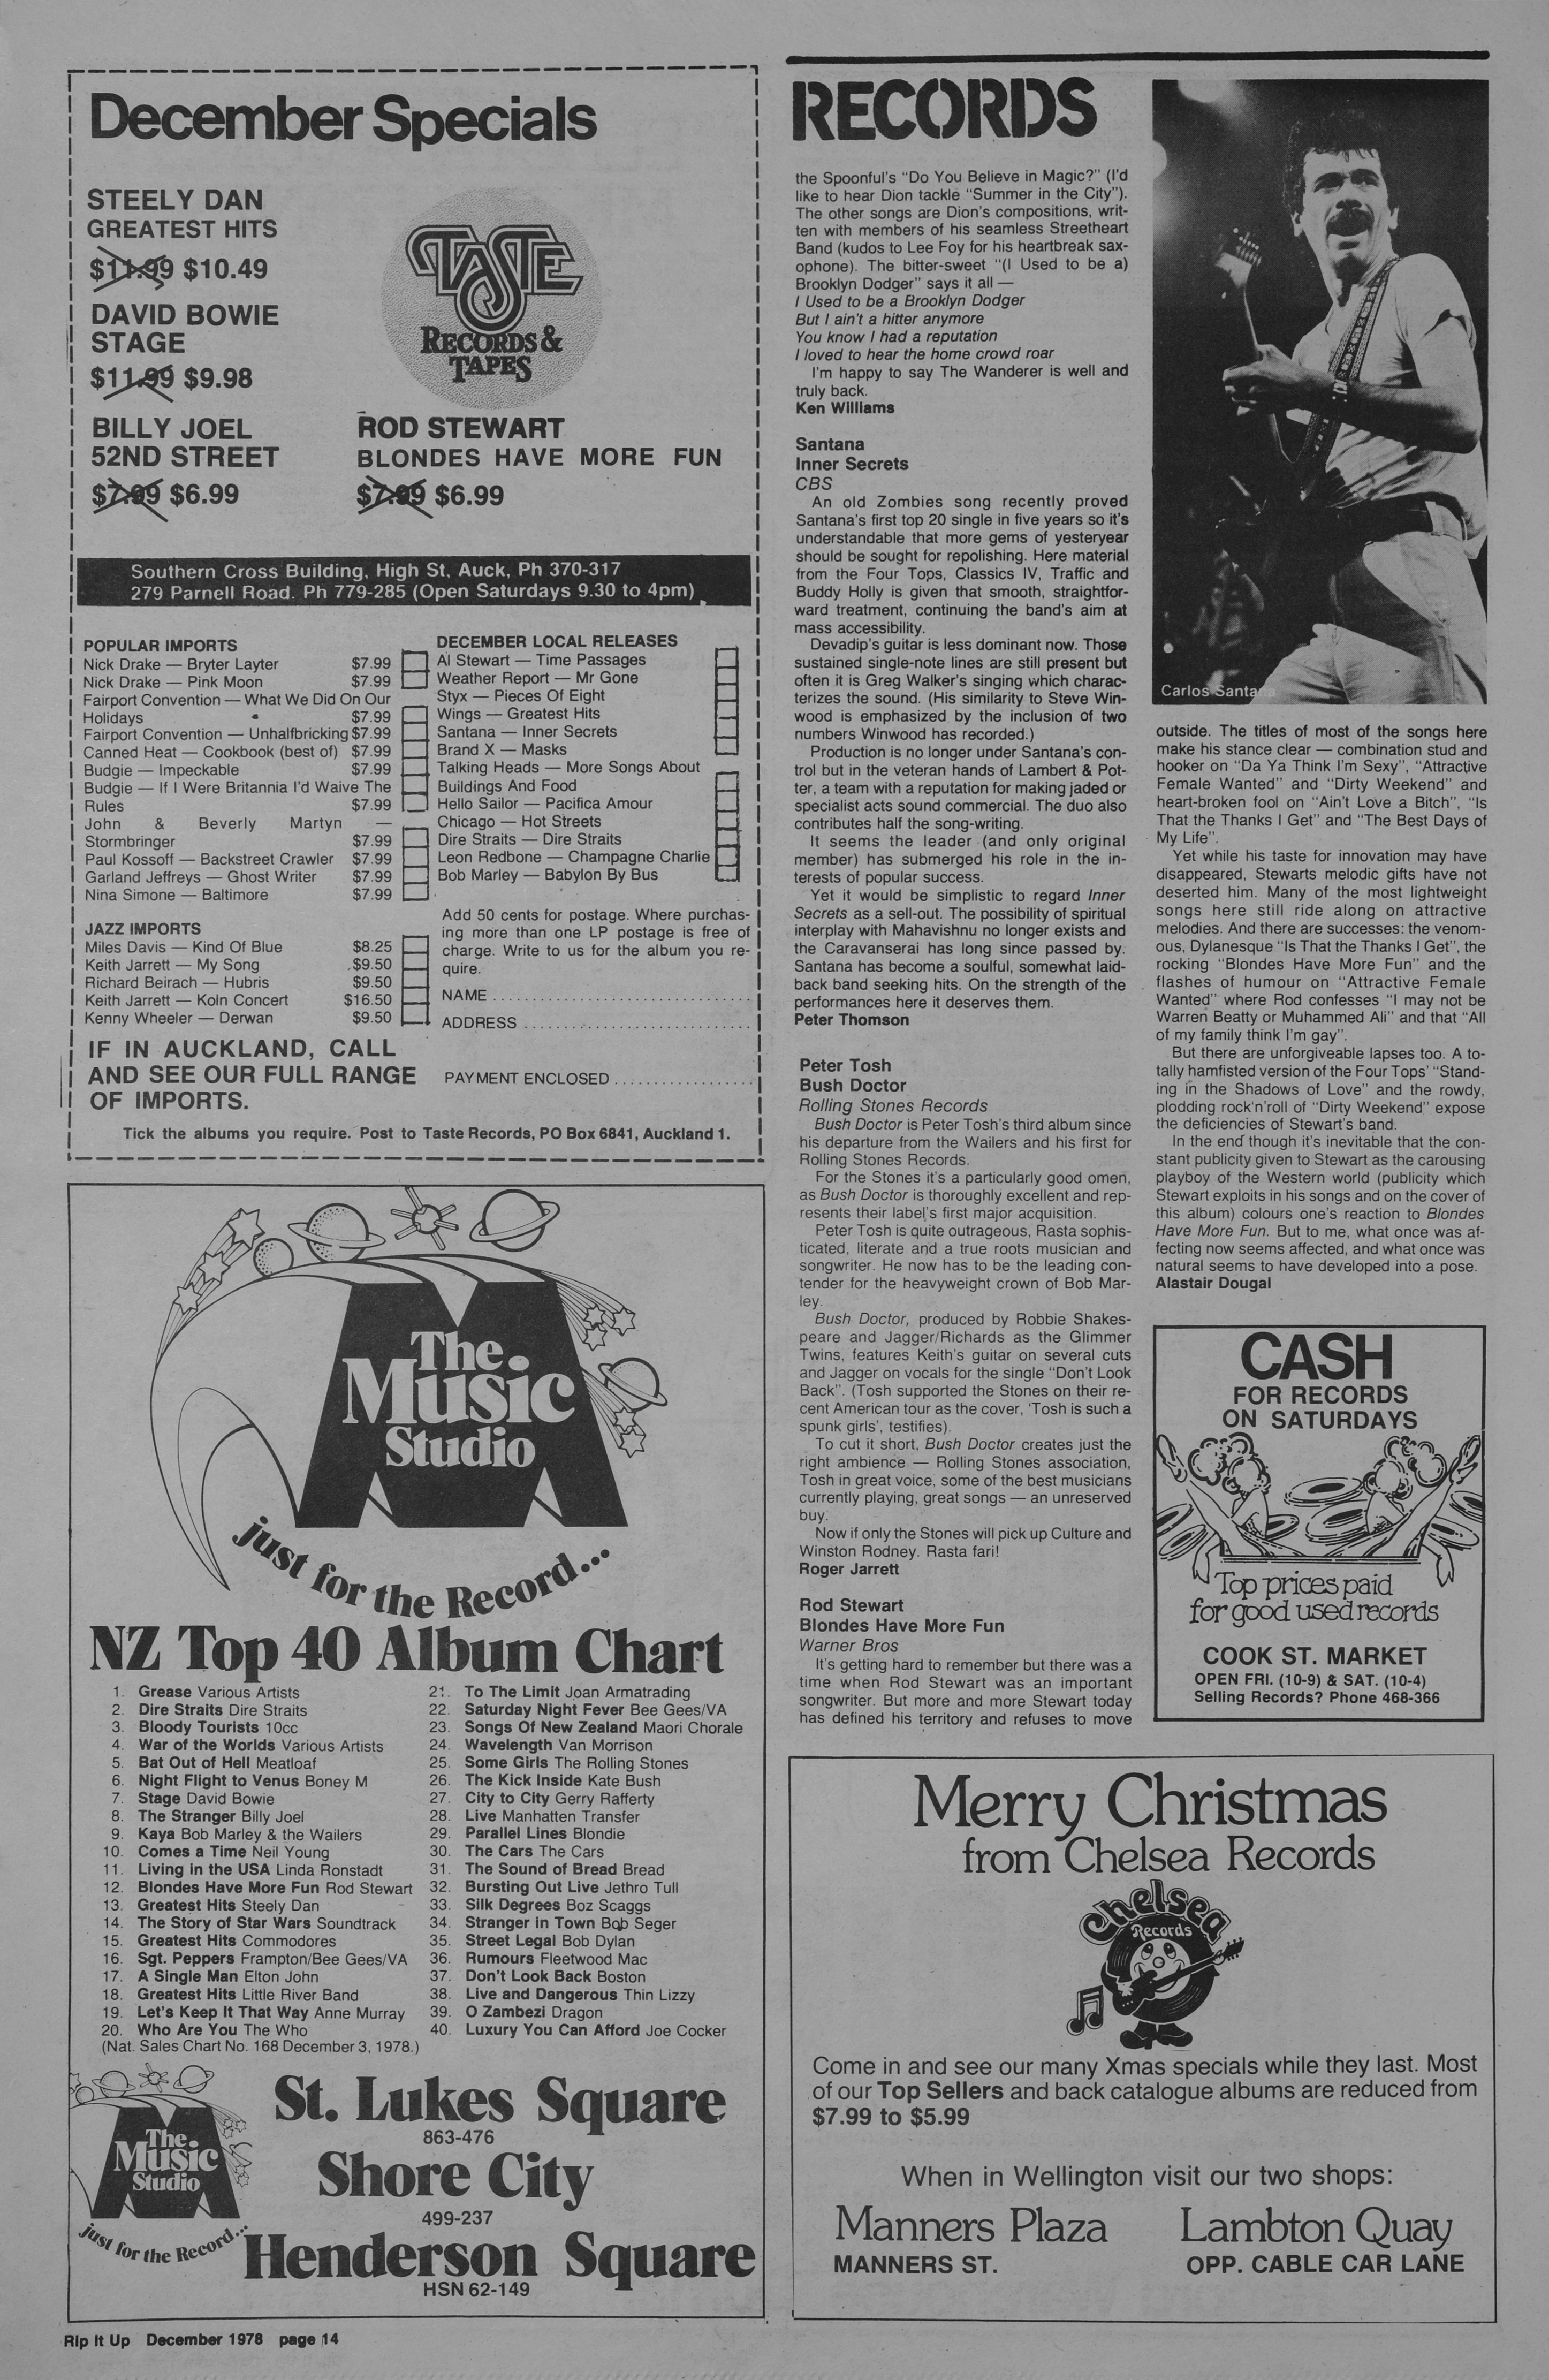 December Specials
STEELY DAN
GREATEST HITS
$11.99 $10.49
DAVID BOWIE
STAGE
$11.99 $9.98
BILLY JOEL
52ND STREET
$7.99 $6.99
TASTE
RECORDS &
TAPES
ROD STEWART
BLONDES HAVE MORE FUN
$7.99 $6.99
Southern Cross Building, High St, Auck, Ph 370-317
279 Parnell Road. Ph 779-285 (Open Saturdays 9.30 to 4pm)
POPULAR IMPORTS
Nick Drake — Bryter Layter $7.99
Nick Drake — Pink Moon $7.99
Fairport Convention — What We Did On Our
Holidays $7.99
Fairport Convention — Unhalfbricking $7.99
Canned Heat — Cookbook (best of) $7.99
Budgie — Impeckable $7.99
Budgie — If I Were Britannia I'd Waive The
Rules $7.99
John & Beverly Martyn —
Stormbringer $7.99
Paul Kossoff — Backstreet Crawler $7.99
Garland Jeffreys — Ghost Writer $7.99
Nina Simone — Baltimore $7.99
JAZZ IMPORTS
Miles Davis — Kind Of Blue $8.25
Keith Jarrett — My Song $9.50
Richard Beirach — Hubris $9.50
Keith Jarrett — Koln Concert $16.50
Kenny Wheeler — Derwan $9.50
IF IN AUCKLAND, CALL
AND SEE OUR FULL RANGE
OF IMPORTS.
DECEMBER LOCAL RELEASES
Al Stewart — Time Passages
Weather Report — Mr Gone
Styx — Pieces Of Eight
Wings — Greatest Hits
Santana — Inner Secrets
Brand X — Masks
Talking Heads — More Songs About
Buildings And Food
Hello Sailor — Pacifica Amour
Chicago — Hot Streets
Dire Straits — Dire Straits
Leon Redbone — Champagne Charlie
Bob Marley — Babylon By Bus
Add 50 cents for postage. Where purchas-
ing more than one LP postage is free of
charge. Write to us for the album you re-
quire.
NAME
ADDRESS
PAYMENT ENCLOSED
Tick the albums you require. Post to Taste Records, PO Box 6841, Auckland 1.
The Music Studio
just for the Record...
NZ Top 40 Album Chart
1. Grease Various Artists
2. Dire Straits Dire Straits
3. Bloody Tourists 10cc
4. War of the Worlds Various Artists
5. Bat Out of Hell Meatloaf
6. Night Flight to Venus Boney M
7. Stage David Bowie
8. The Stranger Billy Joel
9. Kaya Bob Marley & the Wailers
10. Comes a Time Neil Young
11. Living in the USA Linda Ronstadt
12. Blondes Have More Fun Rod Stewart
13. Greatest Hits Steely Dan
14. The Story of Star Wars Soundtrack
15. Greatest Hits Commodores
16. Sgt. Peppers Frampton/Bee Gees/VA
17. A Single Man Elton John
18. Greatest Hits Little River Band
19. Let's Keep It That Way Anne Murray
20. Who Are You The Who
(Nat. Sales Chart No. 168 December 3, 1978.)
21. To The Limit Joan Armatrading
22. Saturday Night Fever Bee Gees/VA
23. Songs Of New Zealand Maori Chorale
24. Wavelength Van Morrison
25. Some Girls The Rolling Stones
26. The Kick Inside Kate Bush
27. City to City Gerry Rafferty
28. Live Manhatten Transfer
29. Parallel Lines Blondie
30. The Cars The Cars
31. The Sound of Bread Bread
32. Bursting Out Live Jethro Tull
33. Silk Degrees Boz Scaggs
34. Stranger in Town Bob Seger
35. Street Legal Bob Dylan
36. Rumours Fleetwood Mac
37. Don't Look Back Boston
38. Live and Dangerous Thin Lizzy
39. O Zambezi Dragon
40. Luxury You Can Afford Joe Cocker
The Music Studio
just for the Record...
St. Lukes Square
863-476
Shore City
499-237
Henderson Square
HSN 62-149
RECORDS
the Spoonful's "Do You Believe in Magic?" (I'd
like to hear Dion tackle "Summer in the City").
The other songs are Dion's compositions, writ-
ten with members of his seamless Streetheart
Band (kudos to Lee Foy for his heartbreak sax-
ophone). The bitter-sweet "(I Used to be a)
Brooklyn Dodger" says it all —
I Used to be a Brooklyn Dodger
But I ain't a hitter anymore
You know I had a reputation
I loved to hear the home crowd roar
I'm happy to say The Wanderer is well and
truly back.
Ken Williams
Santana
Inner Secrets
CBS
An old Zombies song recently proved
Santana's first top 20 single in five years so it's
understandable that more gems of yesteryear
should be sought for repolishing. Here material
from the Four Tops, Classics IV, Traffic and
Buddy Holly is given that smooth, straightfor-
ward treatment, continuing the band's aim at
mass accessibility.
Devadip's guitar is less dominant now. Those
sustained single-note lines are still present but
often it is Greg Walker's singing which charac-
terizes the sound. (His similarity to Steve Win-
wood is emphasized by the inclusion of two
numbers Winwood has recorded.)
Production is no longer under Santana's con-
trol but in the veteran hands of Lambert & Pot-
ter, a team with a reputation for making jaded or
specialist acts sound commercial. The duo also
contributes half the song-writing.
It seems the leader (and only original
member) has submerged his role in the in-
terests of popular success.
Yet it would be simplistic to regard Inner
Secrets as a sell-out. The possibility of spiritual
interplay with Mahavishnu no longer exists and
the Caravanserai has long since passed by.
Santana has become a soulful, somewhat laid-
back band seeking hits. On the strength of the
performances here it deserves them.
Peter Thomson
Peter Tosh
Bush Doctor
Rolling Stones Records
Bush Doctor is Peter Tosh's third album since
his departure from the Wailers and his first for
Rolling Stones Records.
For the Stones it's a particularly good omen,
as Bush Doctor is thoroughly excellent and rep-
resents their label's first major acquisition.
Peter Tosh is quite outrageous, Rasta sophis-
ticated, literate and a true roots musician and
songwriter. He now has to be the leading con-
tender for the heavyweight crown of Bob Mar-
ley.
Bush Doctor, produced by Robbie Shakes-
peare and Jagger/Richards as the Glimmer
Twins, features Keith's guitar on several cuts
and Jagger on vocals for the single "Don't Look
Back". (Tosh supported the Stones on their re-
cent American tour as the cover, 'Tosh is such a
spunk girls', testifies).
To cut it short, Bush Doctor creates just the
right ambience — Rolling Stones association,
Tosh in great voice, some of the best musicians
currently playing, great songs — an unreserved
buy.
Now if only the Stones will pick up Culture and
Winston Rodney. Rasta fari!
Roger Jarrett
Rod Stewart
Blondes Have More Fun
Warner Bros
It's getting hard to remember but there was a
time when Rod Stewart was an important
songwriter. But more and more Stewart today
has defined his territory and refuses to move
Carlos Santana
outside. The titles of most of the songs here
make his stance clear — combination stud and
hooker on "Da Ya Think I'm Sexy", "Attractive
Female Wanted" and "Dirty Weekend" and
heart-broken fool on "Ain't Love a Bitch", "Is
That the Thanks I Get" and "The Best Days of
My Life".
Yet while his taste for innovation may have
disappeared, Stewarts melodic gifts have not
deserted him. Many of the most lightweight
songs here still ride along on attractive
melodies. And there are successes: the venom-
ous, Dylanesque "Is That the Thanks I Get", the
rocking "Blondes Have More Fun" and the
flashes of humour on "Attractive Female
Wanted" where Rod confesses "I may not be
Warren Beatty or Muhammed Ali" and that "All
of my family think I'm gay".
But there are unforgiveable lapses too. A to-
tally hamfisted version of the Four Tops' "Stand-
ing in the Shadows of Love" and the rowdy,
plodding rock'n'roll of "Dirty Weekend" expose
the deficiencies of Stewart's band.
In the end though it's inevitable that the con-
stant publicity given to Stewart as the carousing
playboy of the Western world (publicity which
Stewart exploits in his songs and on the cover of
this album) colours one's reaction to Blondes
Have More Fun. But to me, what once was af-
fecting now seems affected, and what once was
natural seems to have developed into a pose.
Alastair Dougal
CASH
FOR RECORDS
ON SATURDAYS
Top prices paid
for good used records
COOK ST. MARKET
OPEN FRI. (10-9) & SAT. (10-4)
Selling Records? Phone 468-366
Merry Christmas
from Chelsea Records
Chelsea
Records
Come in and see our many Xmas specials while they last. Most
of our Top Sellers and back catalogue albums are reduced from
$7.99 to $5.99
When in Wellington visit our two shops:
Manners Plaza
MANNERS ST.
Lambton Quay
OPP. CABLE CAR LANE
Rip It Up December 1978 page 14